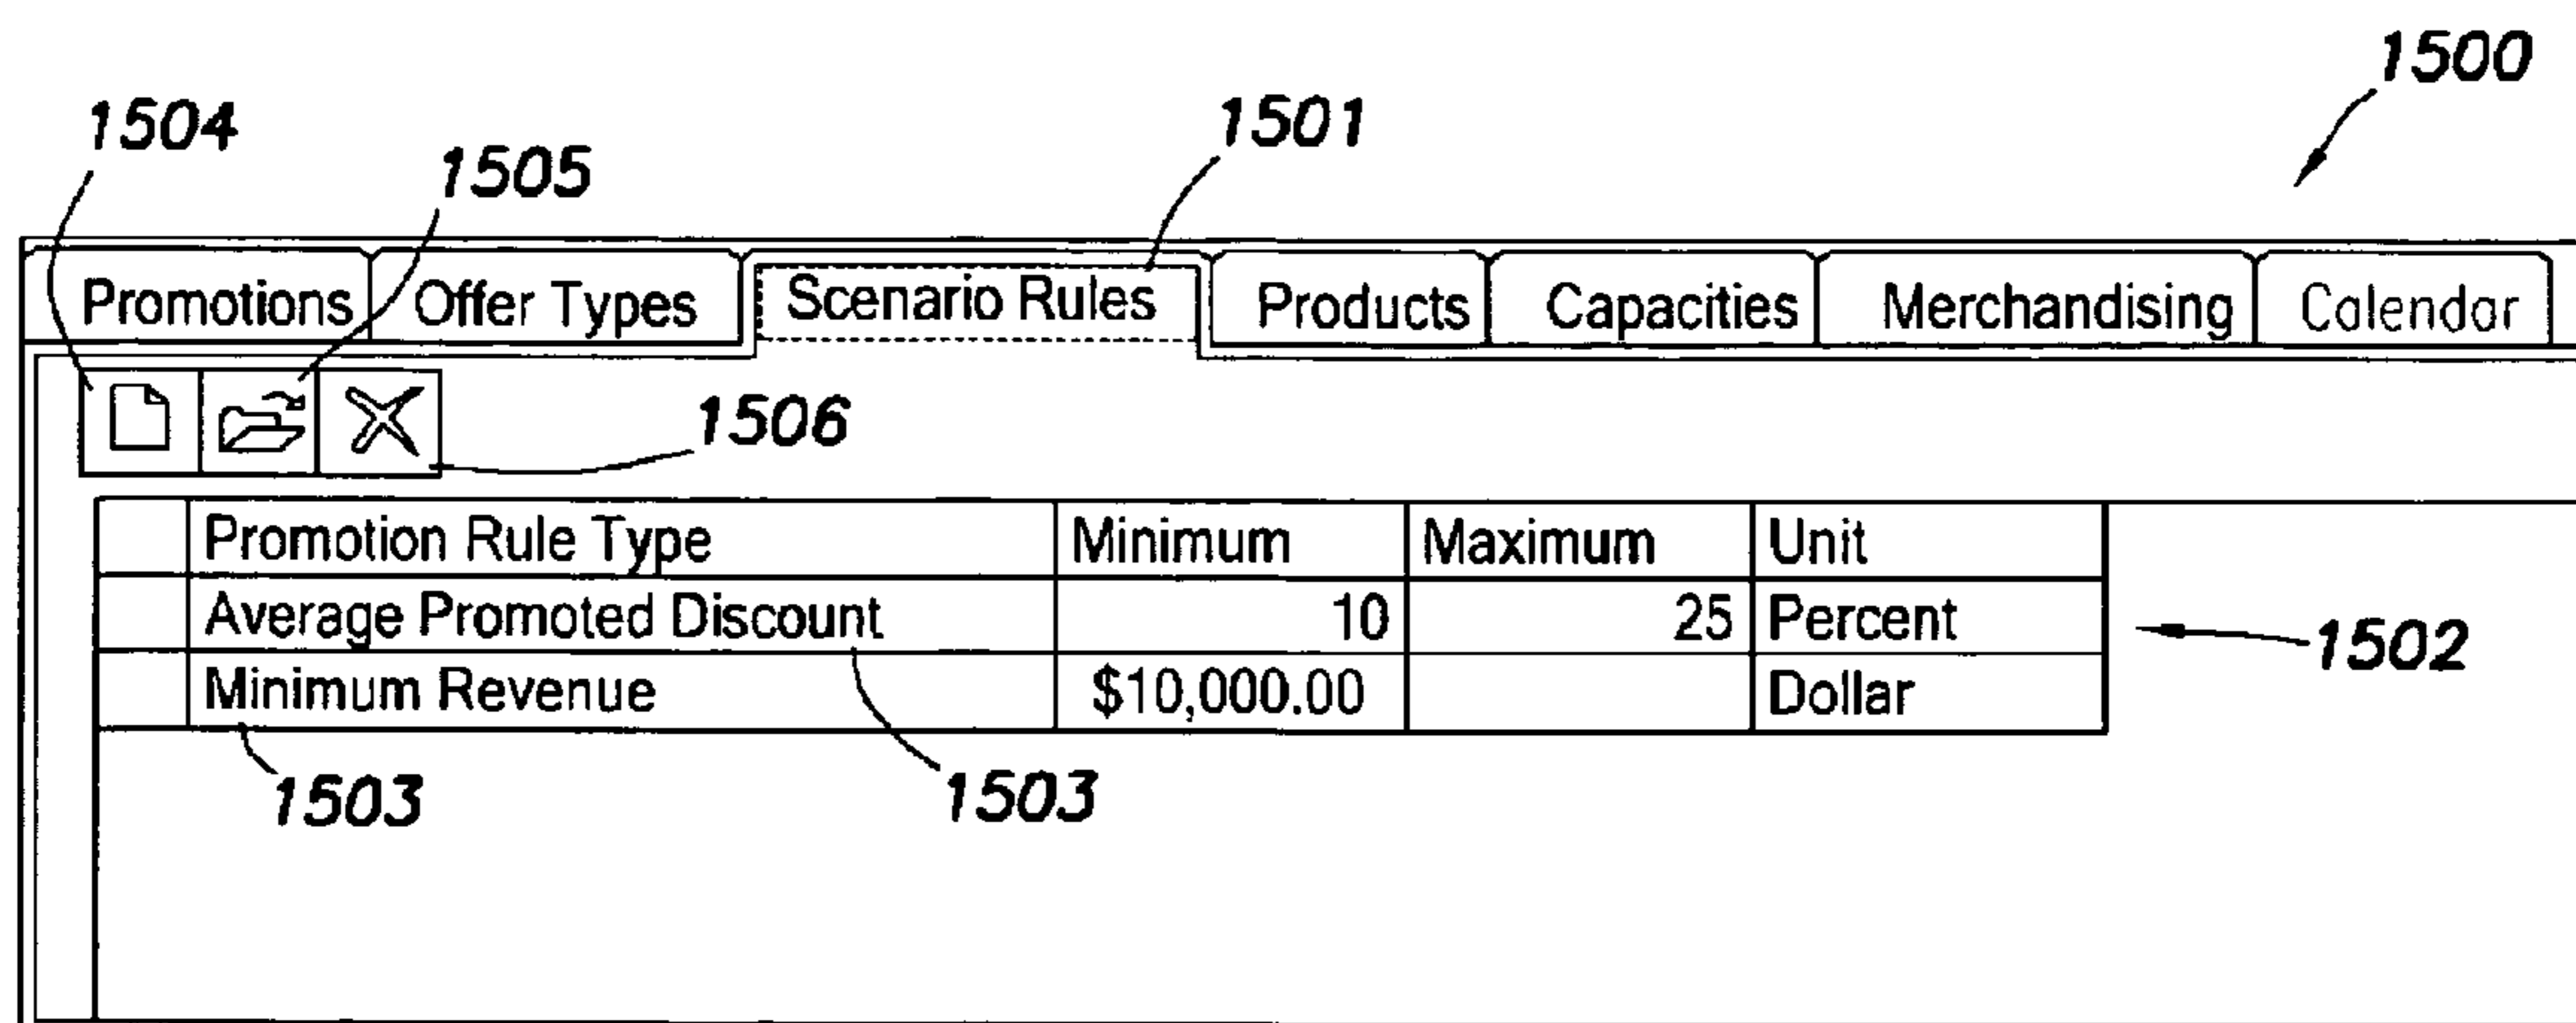 1500
1504
1501
1505
Promotions Offer Types Scenario Rules Products Capacities Merchandising Calendar
1506
Promotion Rule Type Minimum Maximum Unit
Average Promoted Discount 10 25 Percent
1502
Minimum Revenue $10,000.00 Dollar
1503 1503